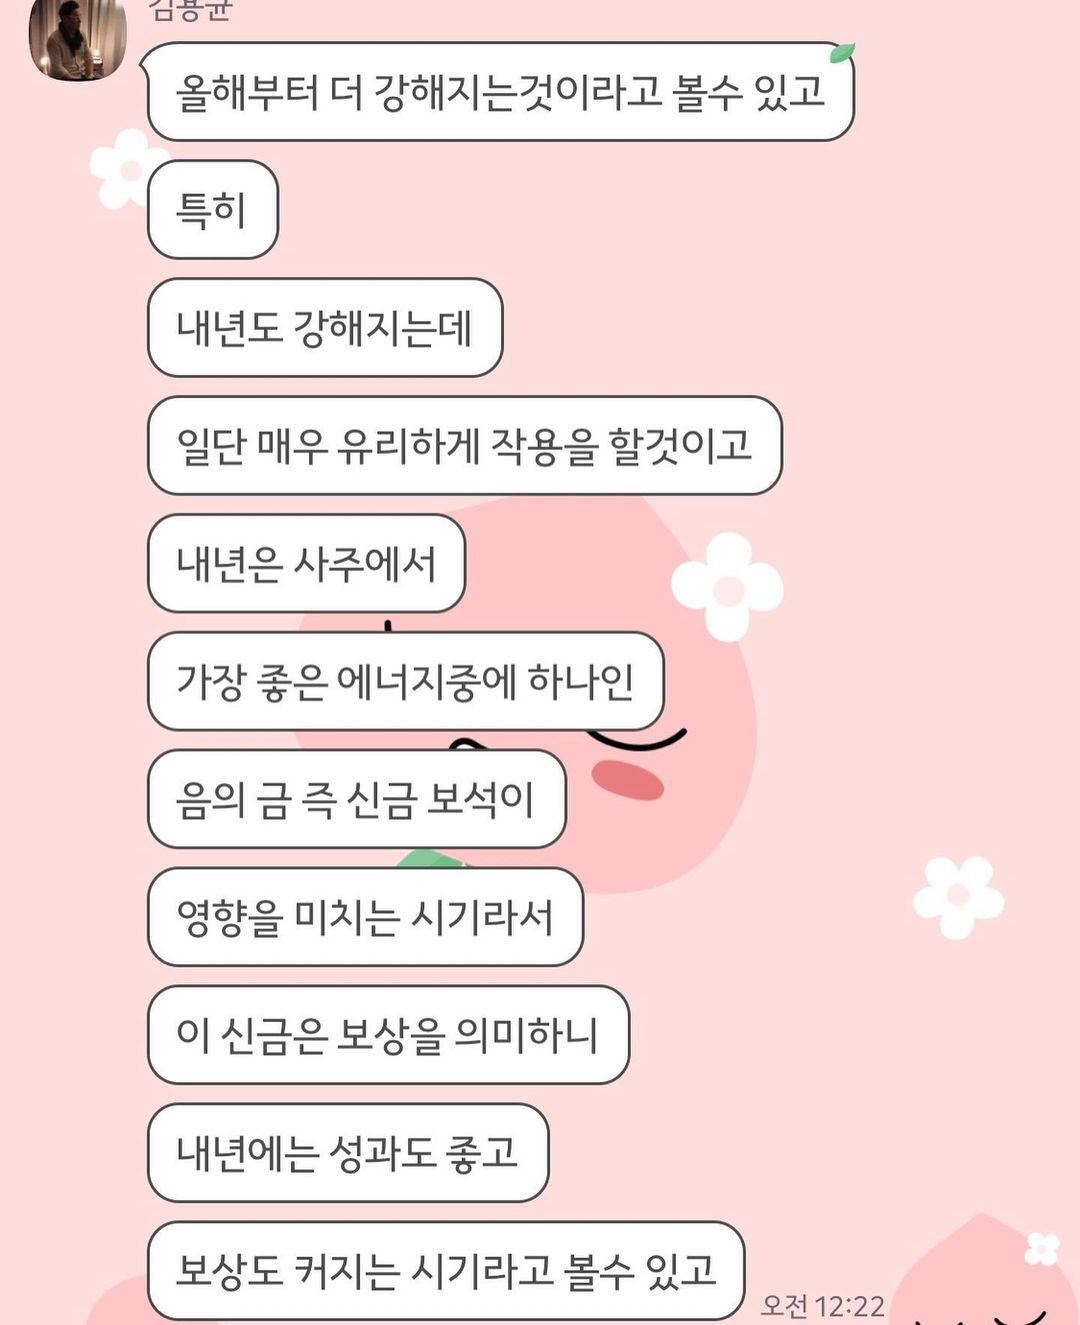 김용균
올해부터 더 강해지는것이라고 볼수 있고
특히
내년도 강해지는데
일단 매우 유리하게 작용을 할것이고
내년은 사주에서
가장 좋은 에너지중에 하나인
음의 금 즉 신금 보석이
영향을 미치는 시기라서
이 신금은 보상을 의미하니
내년에는 성과도 좋고
보상도 커지는 시기라고 볼수 있고
오전 12:22